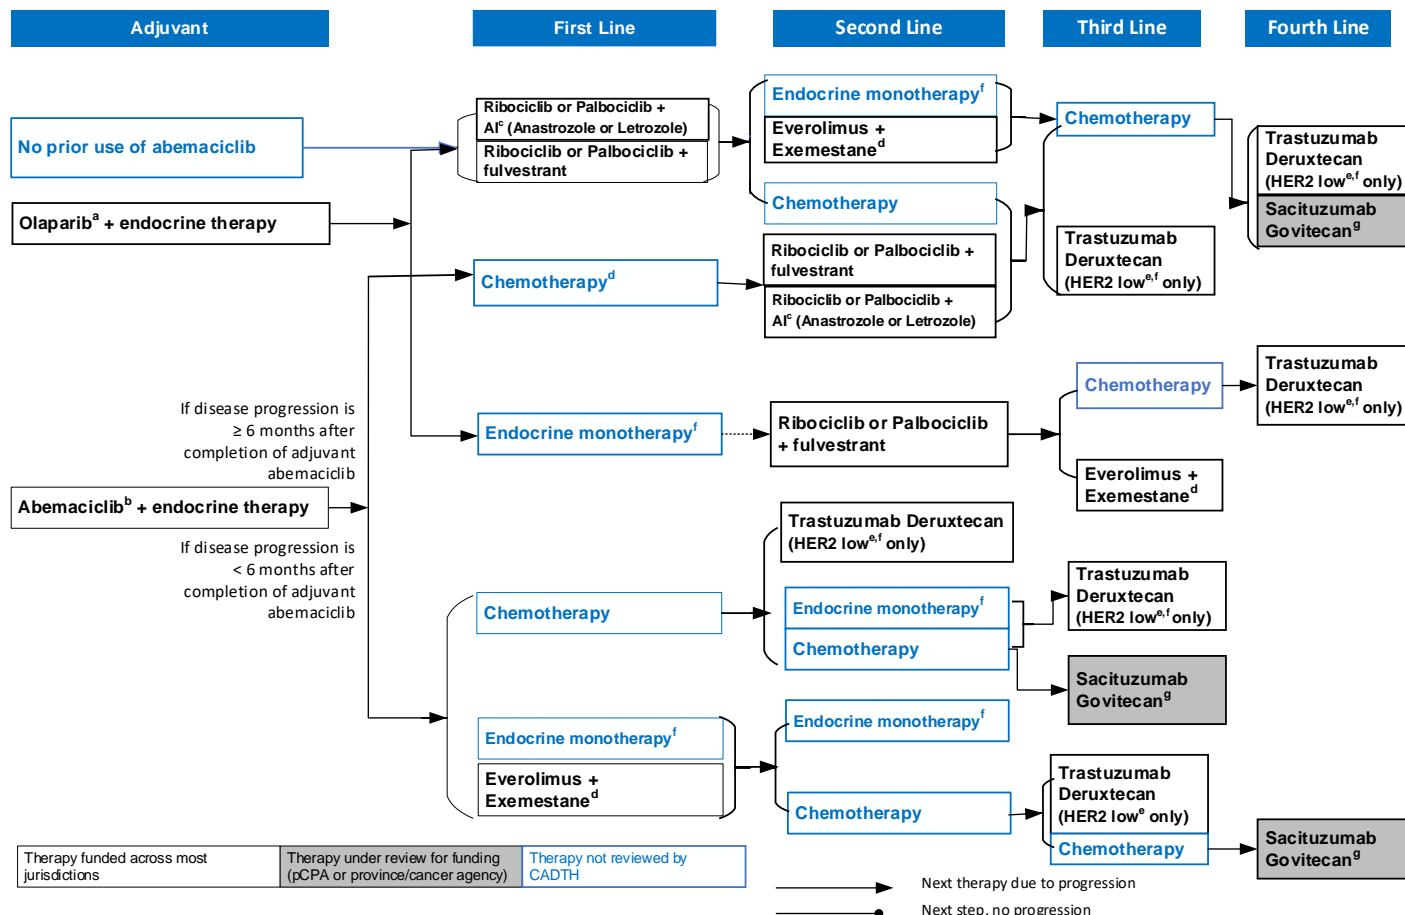 Adjuvant
First Line
Second Line
Third Line
Fourth Line
No prior use of abemaciclib
Olaparibᵃ + endocrine therapy
If disease progression is
≥ 6 months after
completion of adjuvant
abemaciclib
Abemaciclibᵇ + endocrine therapy
If disease progression is
< 6 months after
completion of adjuvant
abemaciclib
Ribociclib or Palbociclib +
AIᶜ (Anastrozole or Letrozole)
Ribociclib or Palbociclib +
fulvestrant
Chemotherapyᵈ
Endocrine monotherapyᶠ
Chemotherapy
Endocrine monotherapyᶠ
Everolimus +
Exemestaneᵈ
Endocrine monotherapyᶠ
Everolimus +
Exemestaneᵈ
Chemotherapy
Ribociclib or Palbociclib +
fulvestrant
Ribociclib or Palbociclib +
AIᶜ (Anastrozole or Letrozole)
Ribociclib or Palbociclib
+ fulvestrant
Trastuzumab Deruxtecan
(HER2 lowᵉ,ᶠ only)
Endocrine monotherapyᶠ
Chemotherapy
Endocrine monotherapyᶠ
Chemotherapy
Chemotherapy
Trastuzumab
Deruxtecan
(HER2 lowᵉ,ᶠ only)
Chemotherapy
Everolimus +
Exemestaneᵈ
Trastuzumab
Deruxtecan
(HER2 lowᵉ,ᶠ only)
Sacituzumab
Govitecanᵍ
Trastuzumab
Deruxtecan
(HER2 lowᵉ only)
Chemotherapy
Trastuzumab
Deruxtecan
(HER2 lowᵉ,ᶠ only)
Sacituzumab
Govitecanᵍ
Trastuzumab
Deruxtecan
(HER2 lowᵉ,ᶠ only)
Sacituzumab
Govitecanᵍ
Therapy funded across most
jurisdictions
Therapy under review for funding
(pCPA or province/cancer agency)
Therapy not reviewed by
CADTH
Next therapy due to progression
Next step, no progression